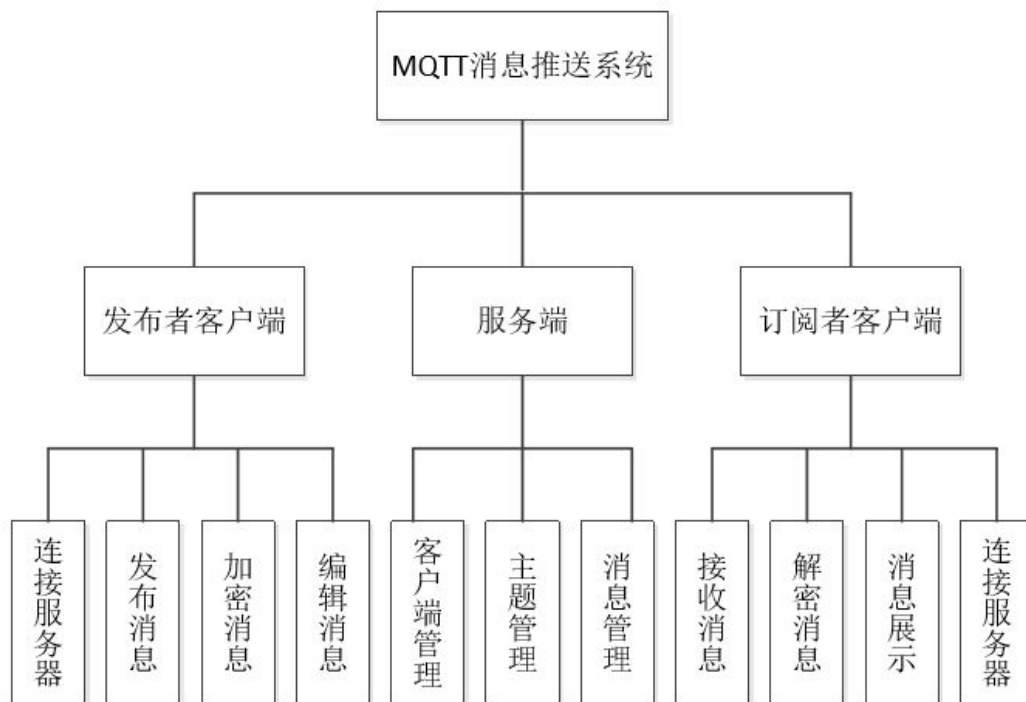 MQTT消息推送系统
发布者客户端
服务端
订阅者客户端
连接服务器
发布消息
加密消息
编辑消息
客户端管理
主题管理
消息管理
接收消息
解密消息
消息展示
连接服务器